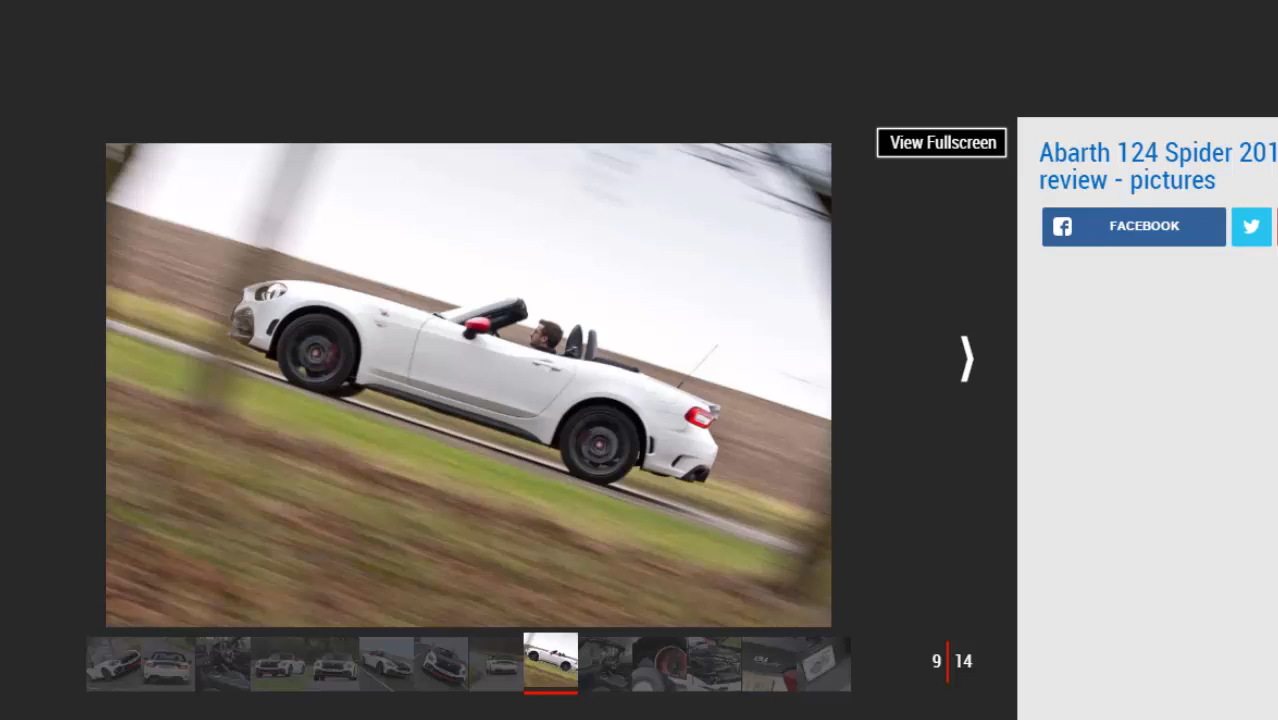 View Fullscreen
Abarth 124 Spider 201
review - pictures
FACEBOOK
9 14